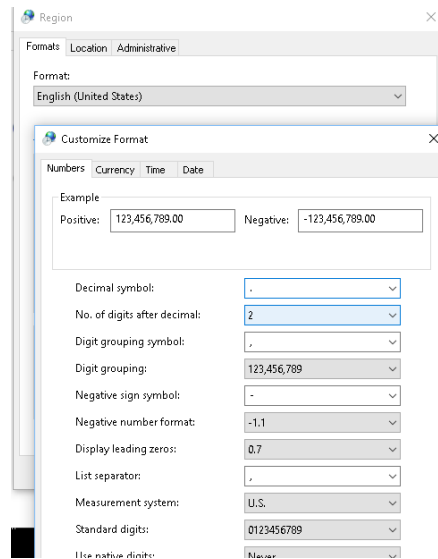 Region
Formats Location Administrative
Format:
English (United States)
Customize Format
Numbers Currency Time Date
Example
Positive: 123,456,789.00 Negative: -123,456,789.00
Decimal symbol: .
No. of digits after decimal: 2
Digit grouping symbol: ,
Digit grouping: 123,456,789
Negative sign symbol: -
Negative number format: -1.1
Display leading zeros: 0.7
List separator: ,
Measurement system: U.S.
Standard digits: 0123456789
Use native digits: Never